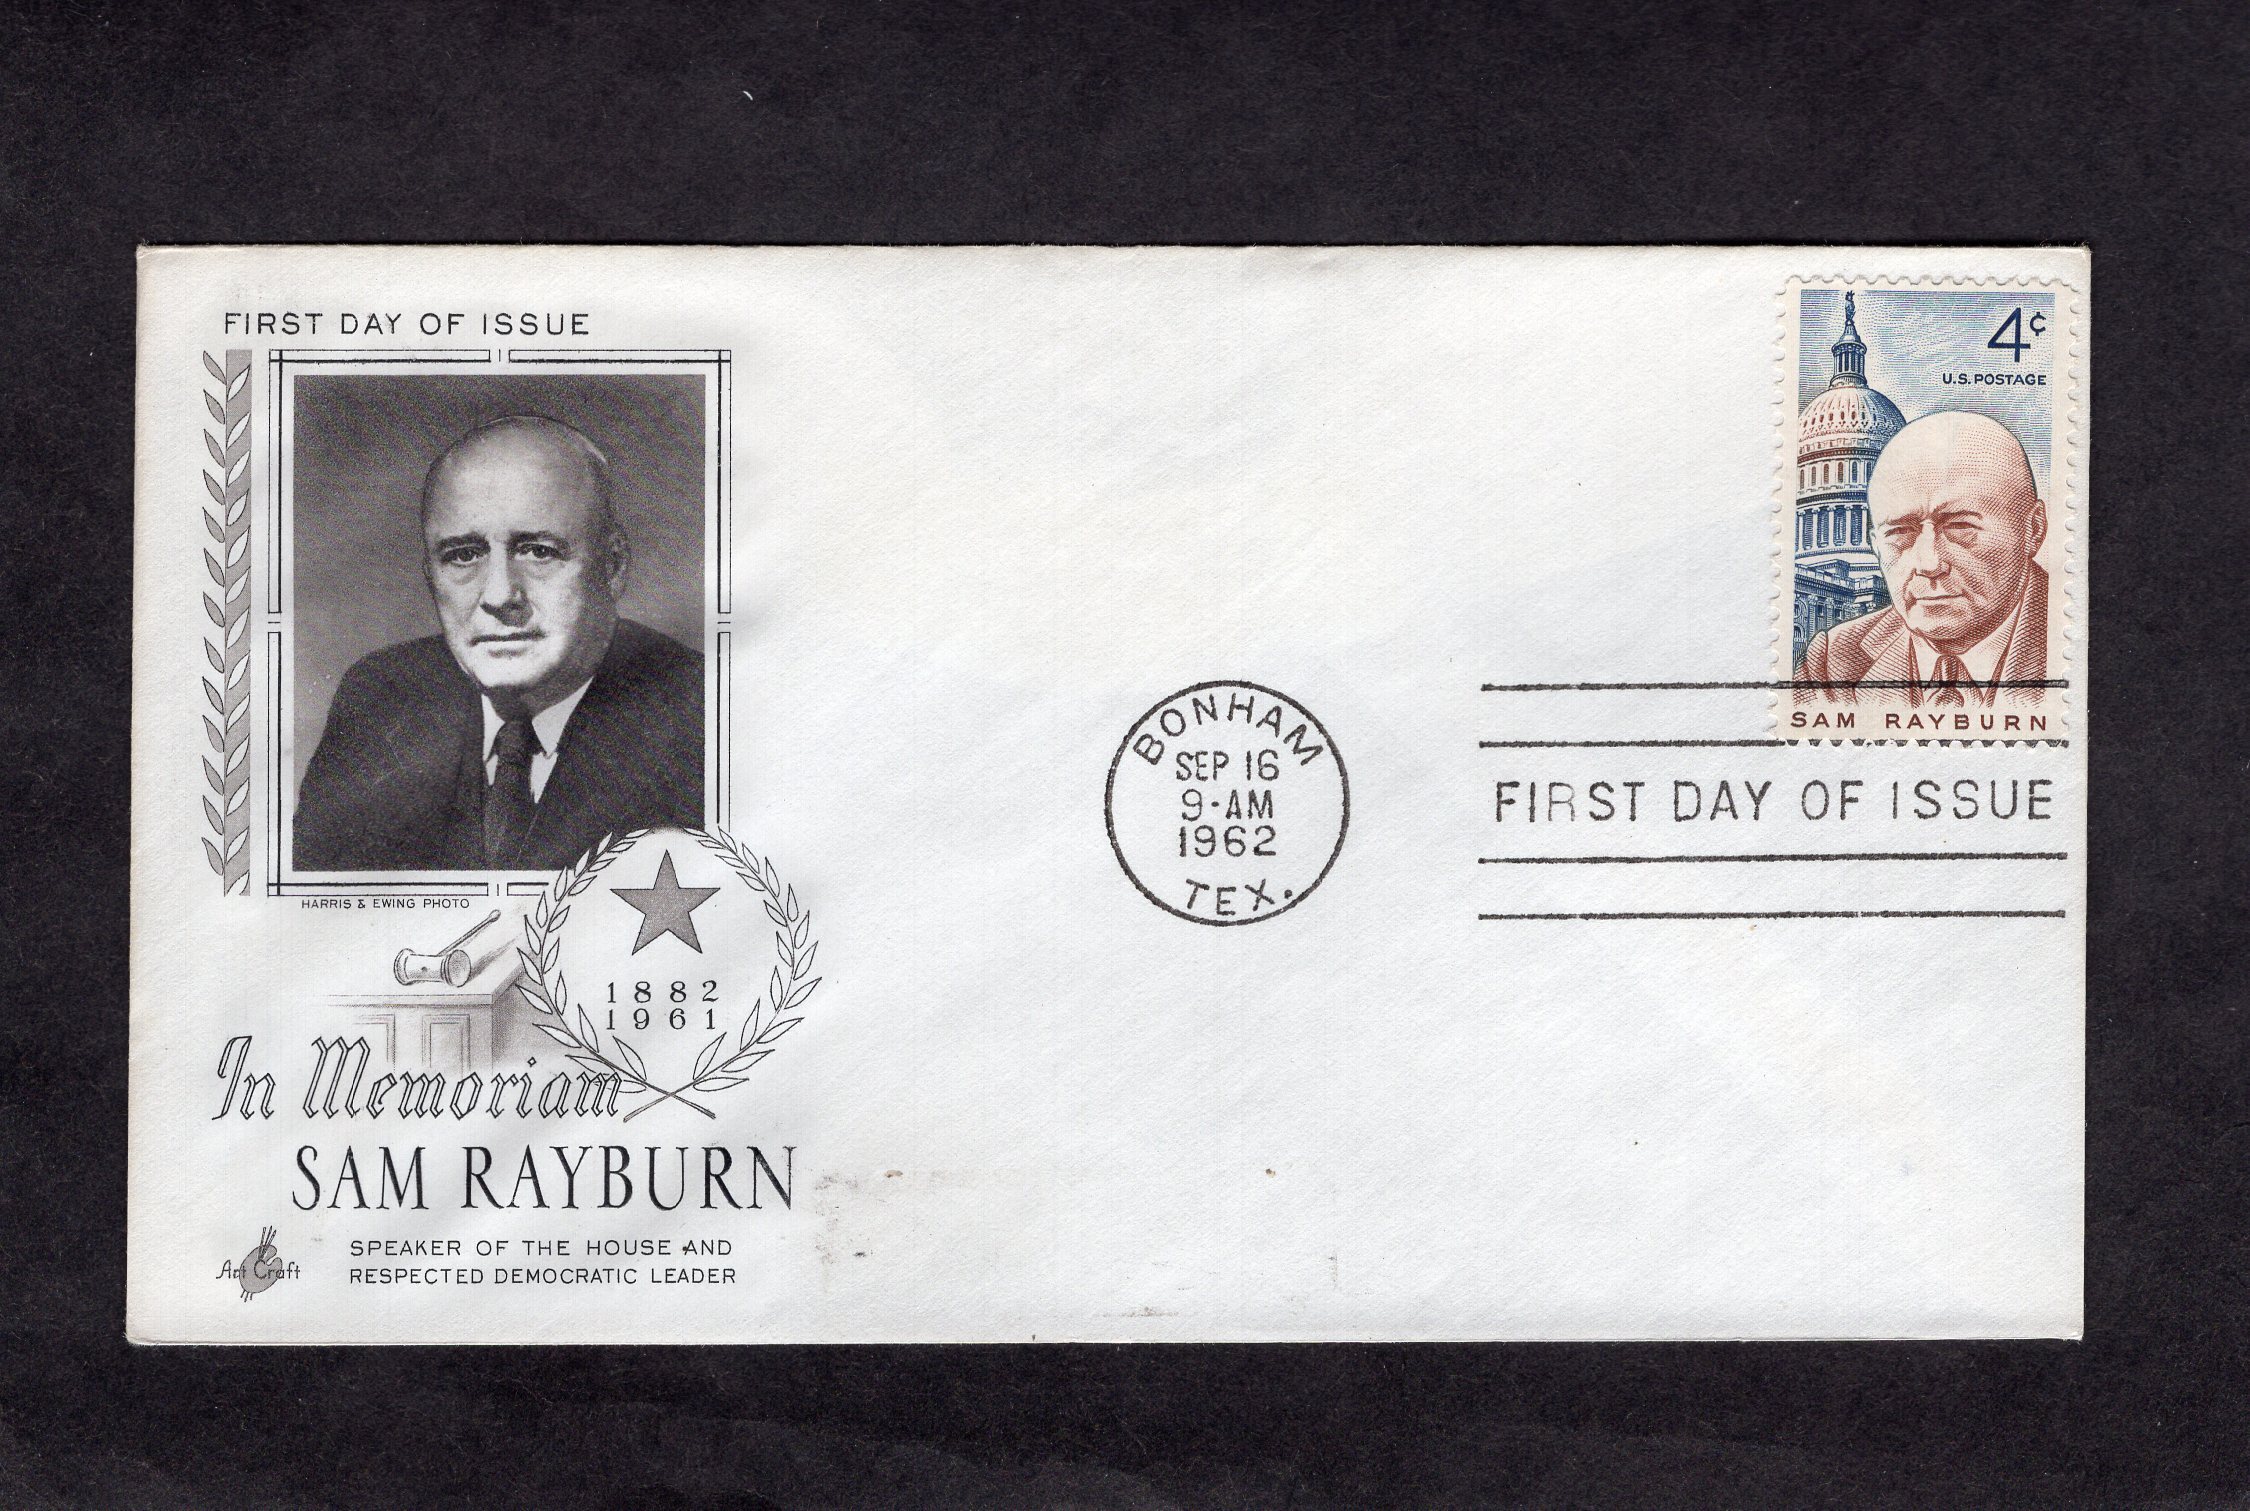 FIRST DAY OF ISSUE
HARRIS & EWING PHOTO
1882
1961
In Memoriam
SAM RAYBURN
Art Craft
SPEAKER OF THE HOUSE AND
RESPECTED DEMOCRATIC LEADER
BONHAM
SEP 16
9-AM
1962
TEX.
4¢
U.S. POSTAGE
SAM RAYBURN
FIRST DAY OF ISSUE